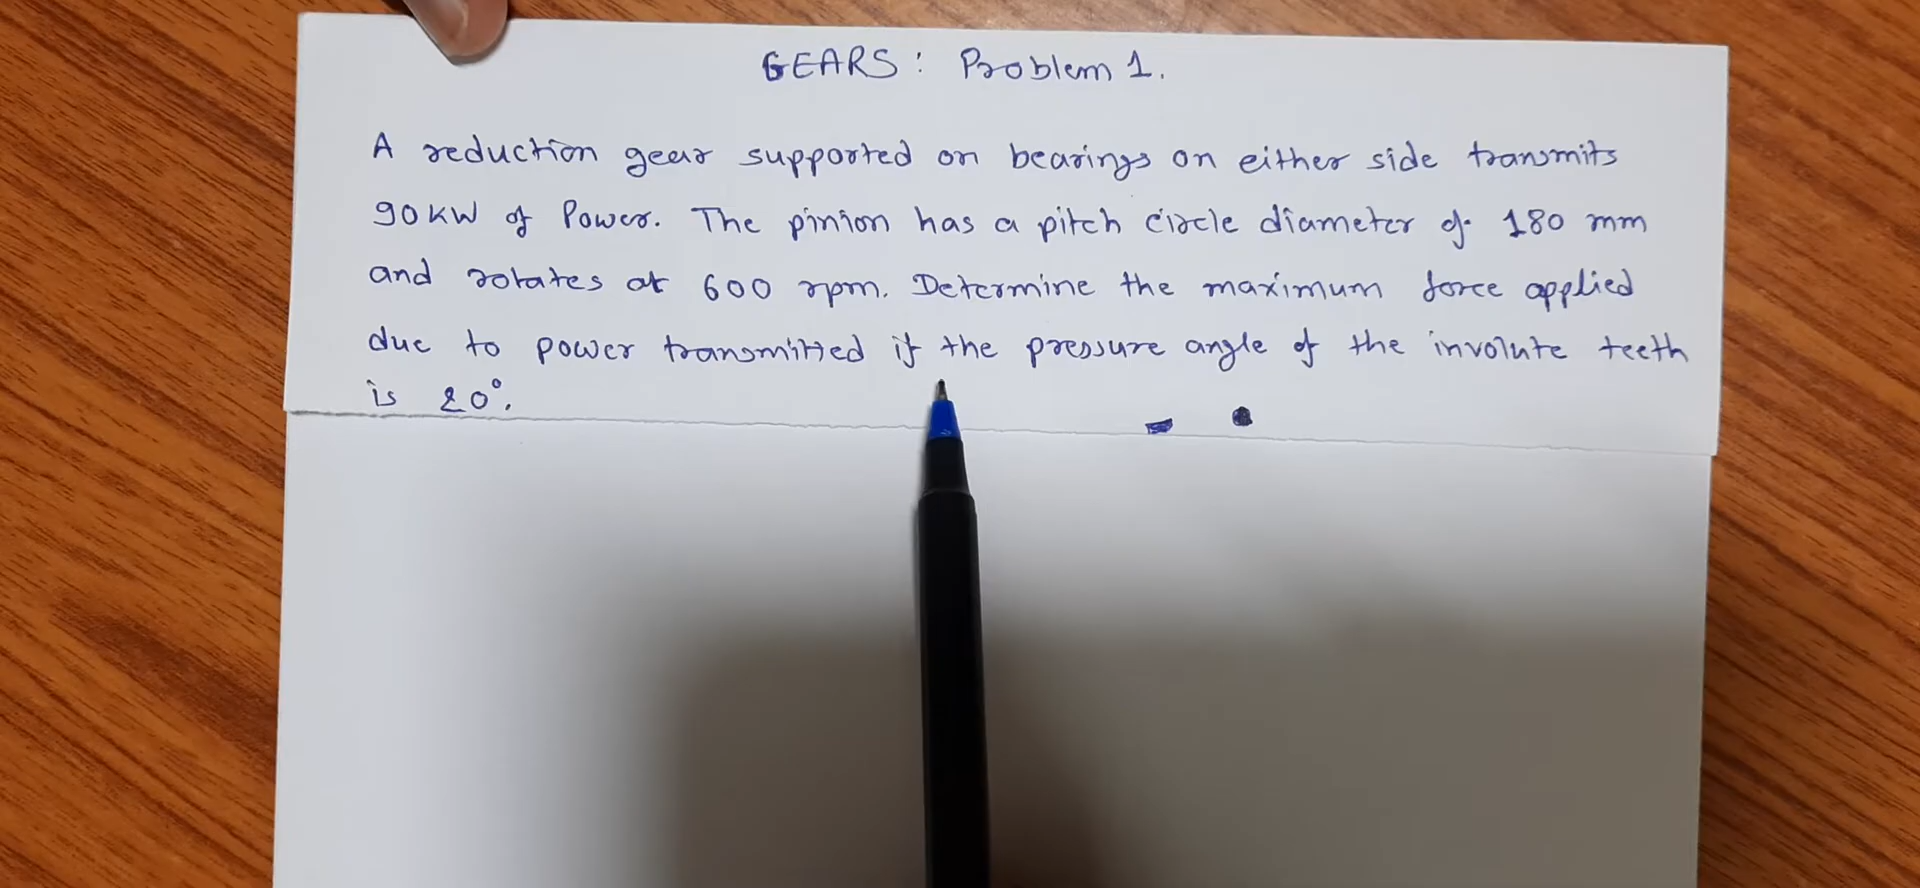 GEARS: Problem 1.
A reduction gear supported on bearings on either side transmits
90 KW of Power. The pinion has a pitch circle diameter of 180 mm
and rotates at 600 rpm. Determine the maximum force applied
due to power transmitted if the pressure angle of the involute teeth
is 20°.